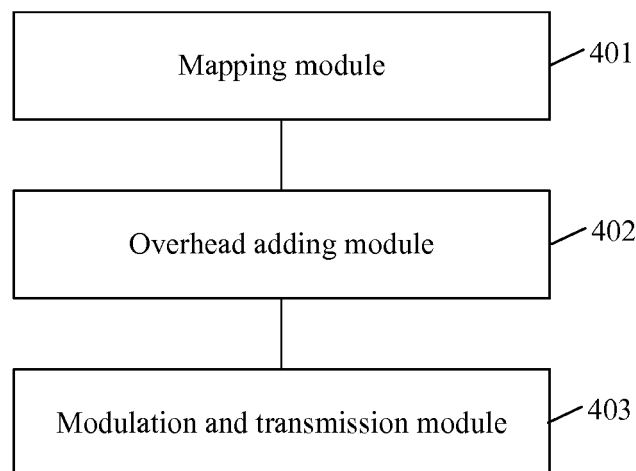 Mapping module
401
Overhead adding module
402
Modulation and transmission module
403